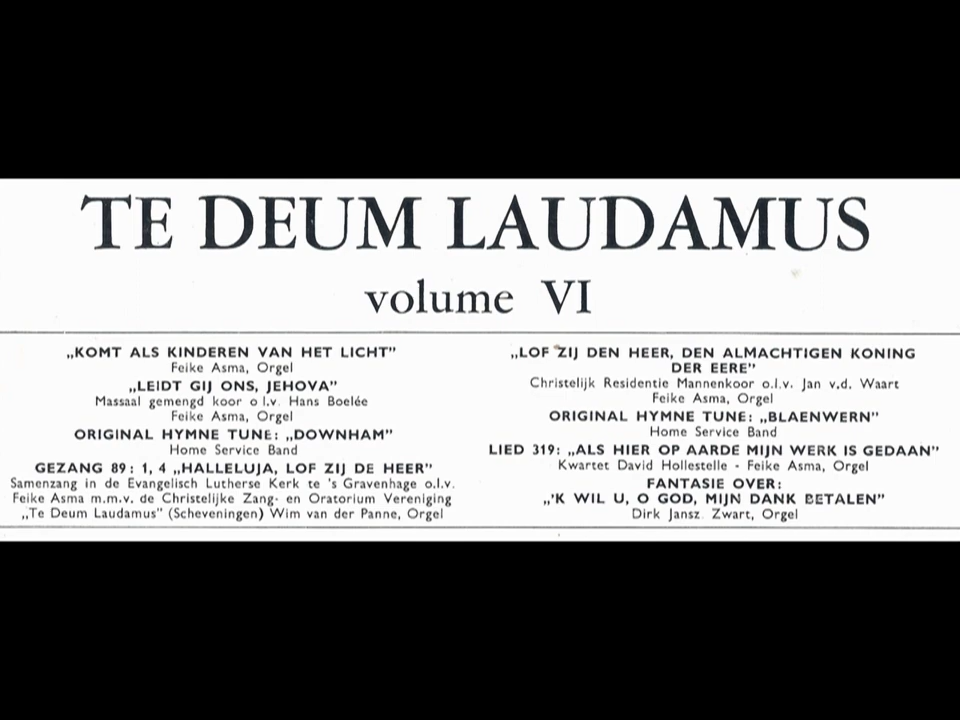 TE DEUM LAUDAMUS
volume VI
„KOMT ALS KINDEREN VAN HET LICHT”
Feike Asma, Orgel
„LEIDT GIJ ONS, JEHOVA”
Massaal gemengd koor o l.v. Hans Boelée
Feike Asma, Orgel
ORIGINAL HYMNE TUNE: „DOWNHAM”
Home Service Band
GEZANG 89: 1, 4 „HALLELUJA, LOF ZIJ DE HEER”
Samenzang in de Evangelisch Lutherse Kerk te 's Gravenhage o.l.v.
Feike Asma m.m.v. de Christelijke Zang- en Oratorium Vereniging
„Te Deum Laudamus” (Scheveningen) Wim van der Panne, Orgel
„LOF ZIJ DEN HEER, DEN ALMACHTIGEN KONING
DER EERE”
Christelijk Residentie Mannenkoor o.l.v. Jan v.d. Waart
Feike Asma, Orgel
ORIGINAL HYMNE TUNE: „BLAENWERN”
Home Service Band
LIED 319: „ALS HIER OP AARDE MIJN WERK IS GEDAAN”
Kwartet David Hollestelle - Feike Asma, Orgel
FANTASIE OVER:
„'K WIL U, O GOD, MIJN DANK BETALEN”
Dirk Jansz. Zwart, Orgel